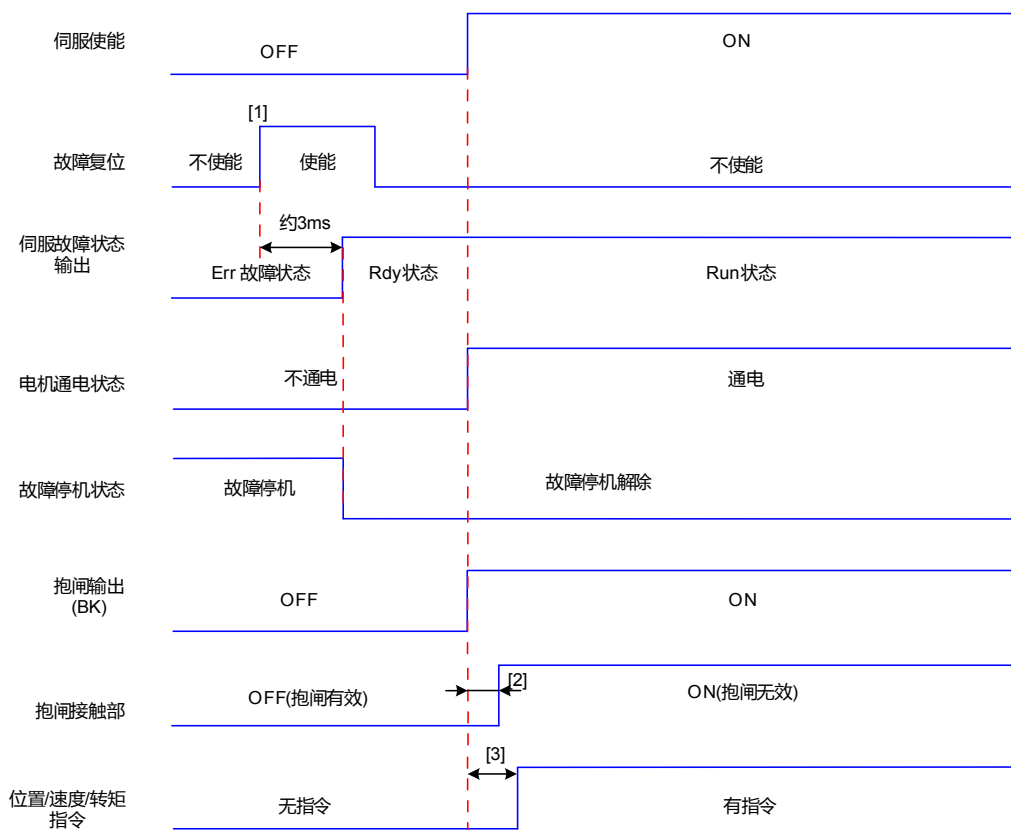 伺服使能
OFF
ON
[1]
故障复位
不使能
使能
不使能
约3ms
伺服故障状态
输出
Err 故障状态
Rdy状态
Run状态
电机通电状态
不通电
通电
故障停机状态
故障停机
故障停机解除
抱闸输出
(BK)
OFF
ON
抱闸接触部
OFF(抱闸有效)
[2]
ON(抱闸无效)
[3]
位置/速度/转矩
指令
无指令
有指令